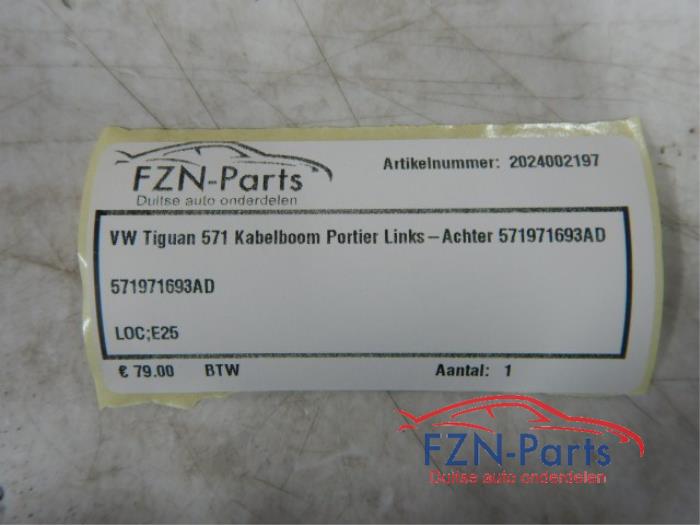 FZN-Parts
Duitse auto onderdelen
Artikelnummer: 2024002197
VW Tiguan 571 Kabelboom Portier Links-Achter 571971693AD
571971693AD
LOC;E25
€ 79.00 BTW
Aantal: 1
FZN-Parts
Duitse auto onderdelen